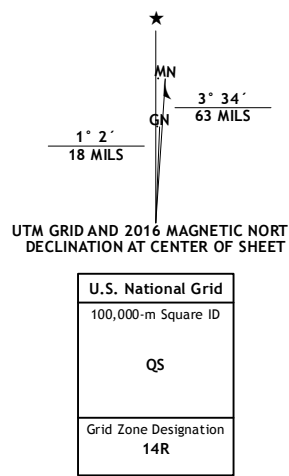 ★
MN
3° 34´
63 MILS
GN
1° 2´
18 MILS
UTM GRID AND 2016 MAGNETIC NORT
DECLINATION AT CENTER OF SHEET
U.S. National Grid
100,000-m Square ID
QS
Grid Zone Designation
14R